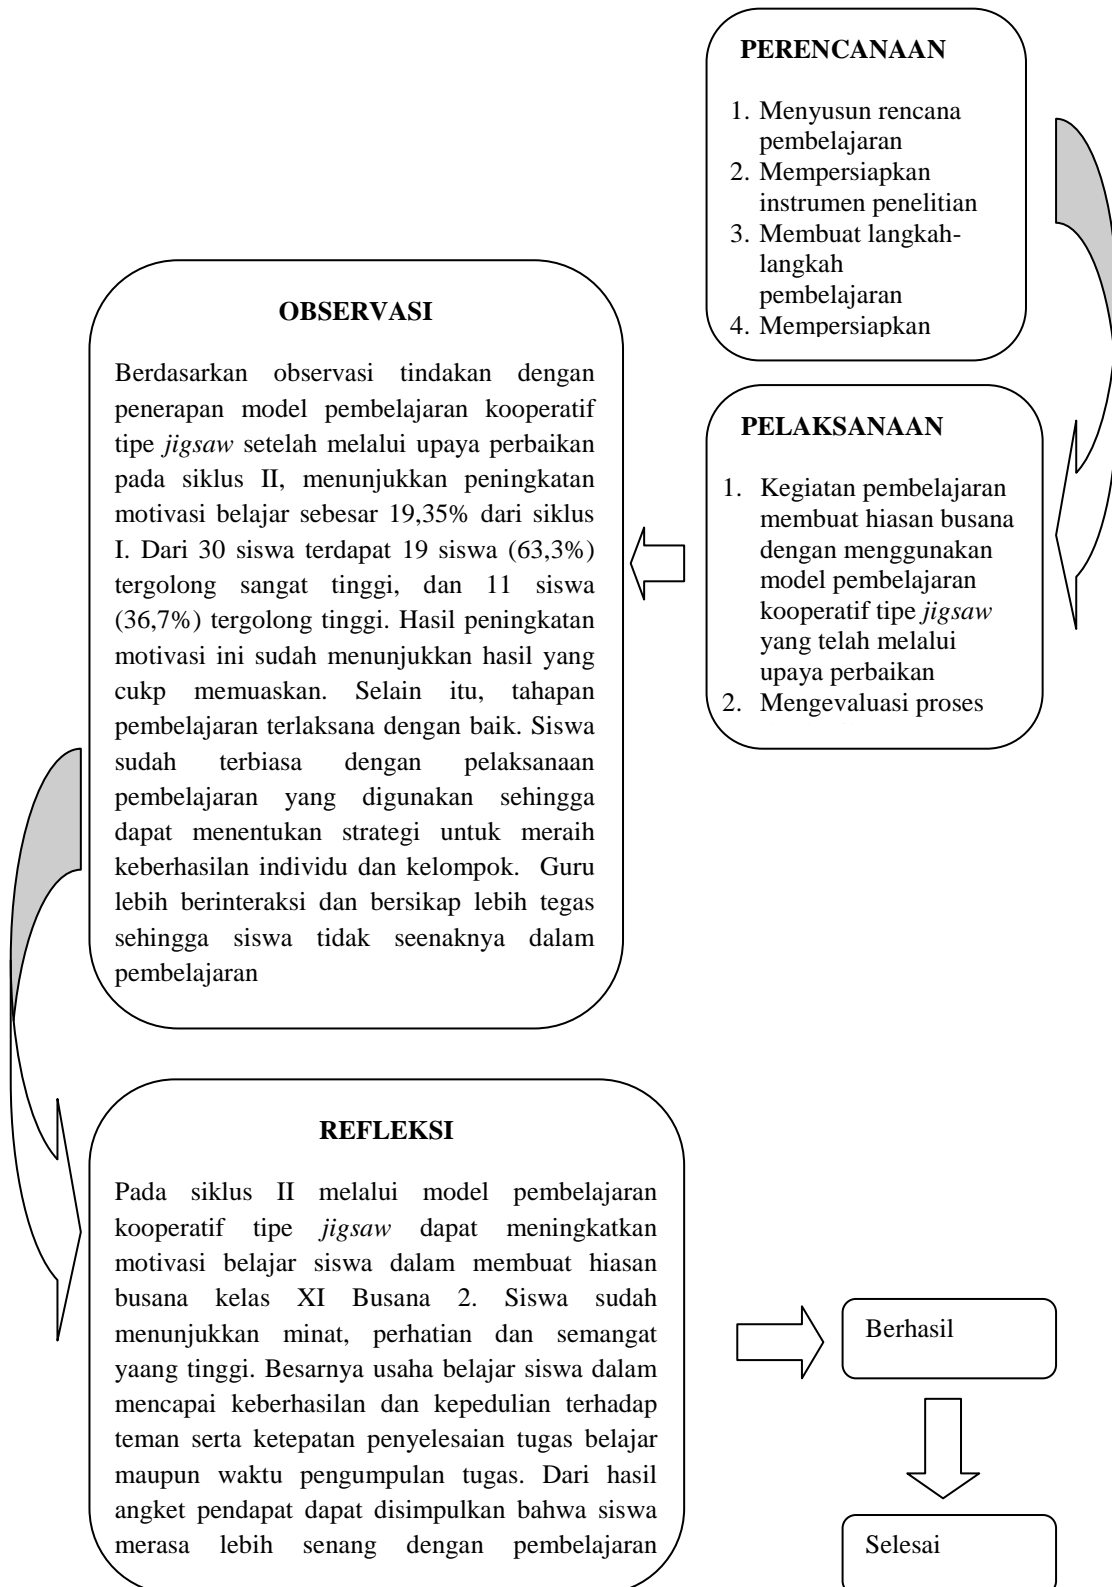 PERENCANAAN
1. Menyusun rencana
pembelajaran
2. Mempersiapkan
instrumen penelitian
3. Membuat langkah-
langkah
pembelajaran
4. Mempersiapkan
PELAKSANAAN
1. Kegiatan pembelajaran
membuat hiasan busana
dengan menggunakan
model pembelajaran
kooperatif tipe jigsaw
yang telah melalui
upaya perbaikan
2. Mengevaluasi proses
OBSERVASI
Berdasarkan observasi tindakan dengan
penerapan model pembelajaran kooperatif
tipe jigsaw setelah melalui upaya perbaikan
pada siklus II, menunjukkan peningkatan
motivasi belajar sebesar 19,35% dari siklus
I. Dari 30 siswa terdapat 19 siswa (63,3%)
tergolong sangat tinggi, dan 11 siswa
(36,7%) tergolong tinggi. Hasil peningkatan
motivasi ini sudah menunjukkan hasil yang
cukp memuaskan. Selain itu, tahapan
pembelajaran terlaksana dengan baik. Siswa
sudah terbiasa dengan pelaksanaan
pembelajaran yang digunakan sehingga
dapat menentukan strategi untuk meraih
keberhasilan individu dan kelompok. Guru
lebih berinteraksi dan bersikap lebih tegas
sehingga siswa tidak seenaknya dalam
pembelajaran
REFLEKSI
Pada siklus II melalui model pembelajaran
kooperatif tipe jigsaw dapat meningkatkan
motivasi belajar siswa dalam membuat hiasan
busana kelas XI Busana 2. Siswa sudah
menunjukkan minat, perhatian dan semangat
yaang tinggi. Besarnya usaha belajar siswa dalam
mencapai keberhasilan dan kepedulian terhadap
teman serta ketepatan penyelesaian tugas belajar
maupun waktu pengumpulan tugas. Dari hasil
angket pendapat dapat disimpulkan bahwa siswa
merasa lebih senang dengan pembelajaran
Berhasil
Selesai